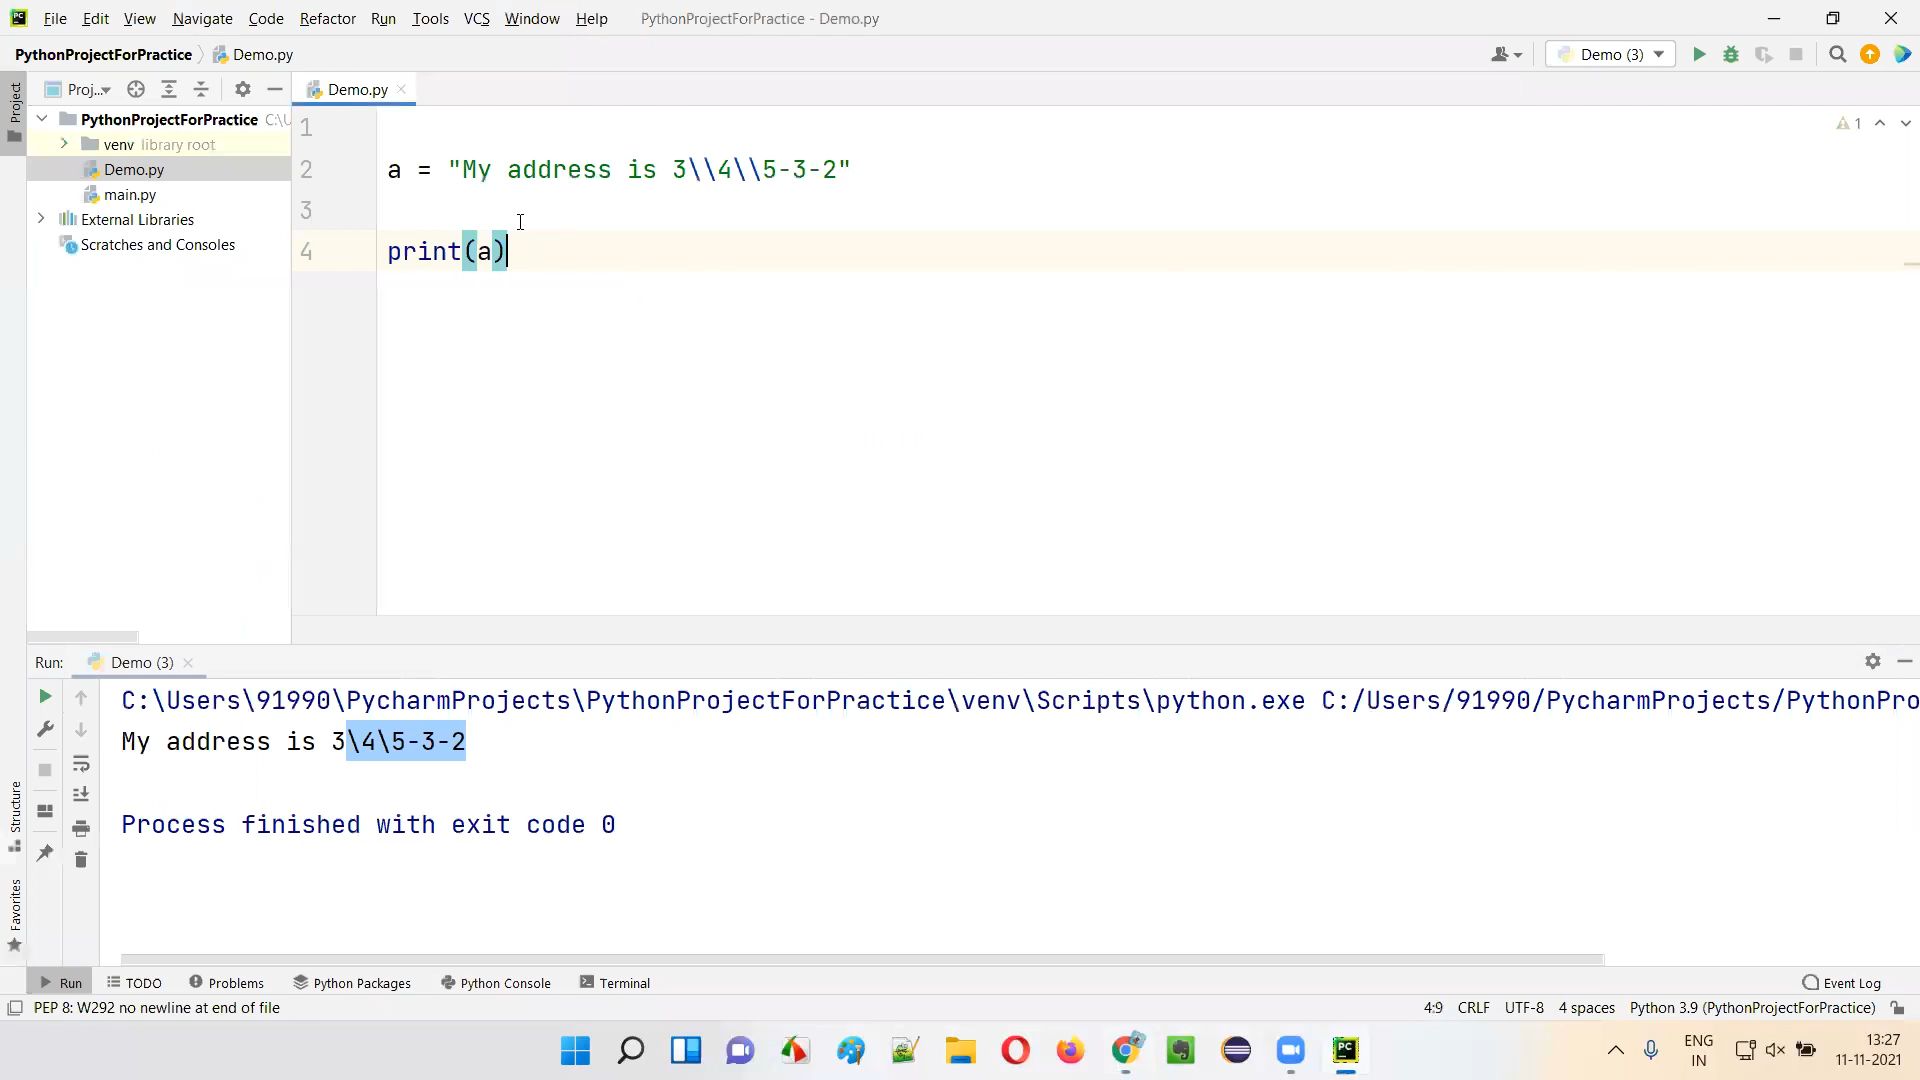 File Edit View Navigate Code Refactor Run Tools VCS Window Help PythonProjectForPractice - Demo.py
PythonProjectForPractice Demo.py Demo (3)
Project Proj... Demo.py
PythonProjectForPractice C:\U
venv library root
Demo.py
main.py
External Libraries
Scratches and Consoles
1
2 a = "My address is 3\\4\\5-3-2"
3
4 print(a)
1
Run: Demo (3)
C:\Users\91990\PycharmProjects\PythonProjectForPractice\venv\Scripts\python.exe C:/Users/91990/PycharmProjects/PythonPro
My address is 3\4\5-3-2
Process finished with exit code 0
Structure
Favorites
Run TODO Problems Python Packages Python Console Terminal Event Log
PEP 8: W292 no newline at end of file 4:9 CRLF UTF-8 4 spaces Python 3.9 (PythonProjectForPractice)
PC ENG 13:27
IN 11-11-2021